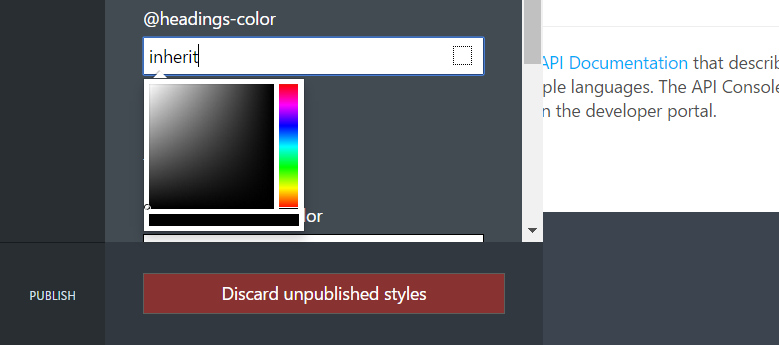 @headings-color
inherit
lor
PUBLISH
Discard unpublished styles
API Documentation that describ
ple languages. The API Console
n the developer portal.